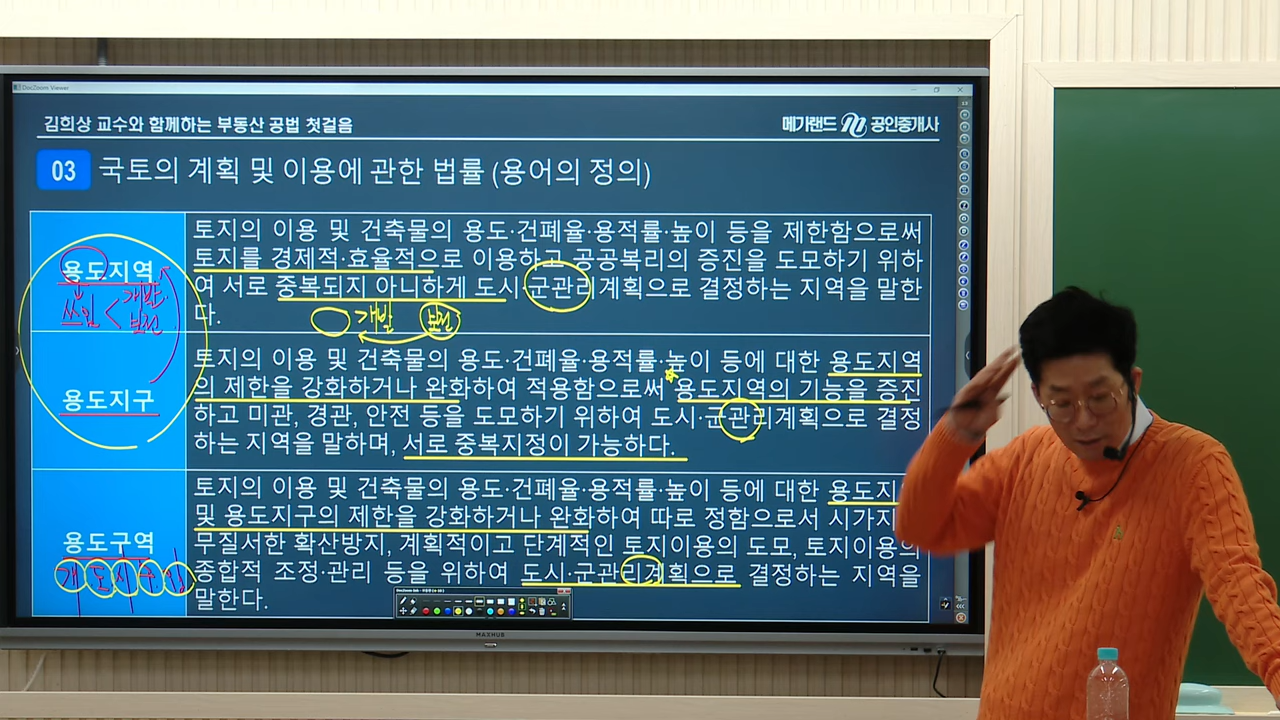 DocZoom Viewer
김희상 교수와 함께하는 부동산 공법 첫걸음
메가랜드 공인중개사
03 국토의 계획 및 이용에 관한 법률 (용어의 정의)
용도지역
쓰임 < 개발. 보전
토지의 이용 및 건축물의 용도·건폐율·용적률·높이 등을 제한함으로써
토지를 경제적·효율적으로 이용하고 공공복리의 증진을 도모하기 위하
여 서로 중복되지 아니하게 도시·군관리계획으로 결정하는 지역을 말한
다.
개발 보전
용도지구
토지의 이용 및 건축물의 용도·건폐율·용적률·높이 등에 대한 용도지역
의 제한을 강화하거나 완화하여 적용함으로써 용도지역의 기능을 증진
하고 미관, 경관, 안전 등을 도모하기 위하여 도시·군관리계획으로 결정
하는 지역을 말하며, 서로 중복지정이 가능하다.
용도구역
개 도 시 수
토지의 이용 및 건축물의 용도·건폐율·용적률·높이 등에 대한 용도지
및 용도지구의 제한을 강화하거나 완화하여 따로 정함으로서 시가지
무질서한 확산방지, 계획적이고 단계적인 토지이용의 도모, 토지이용의
종합적 조정·관리 등을 위하여 도시·군관리계획으로 결정하는 지역을
말한다.
MAXHUB